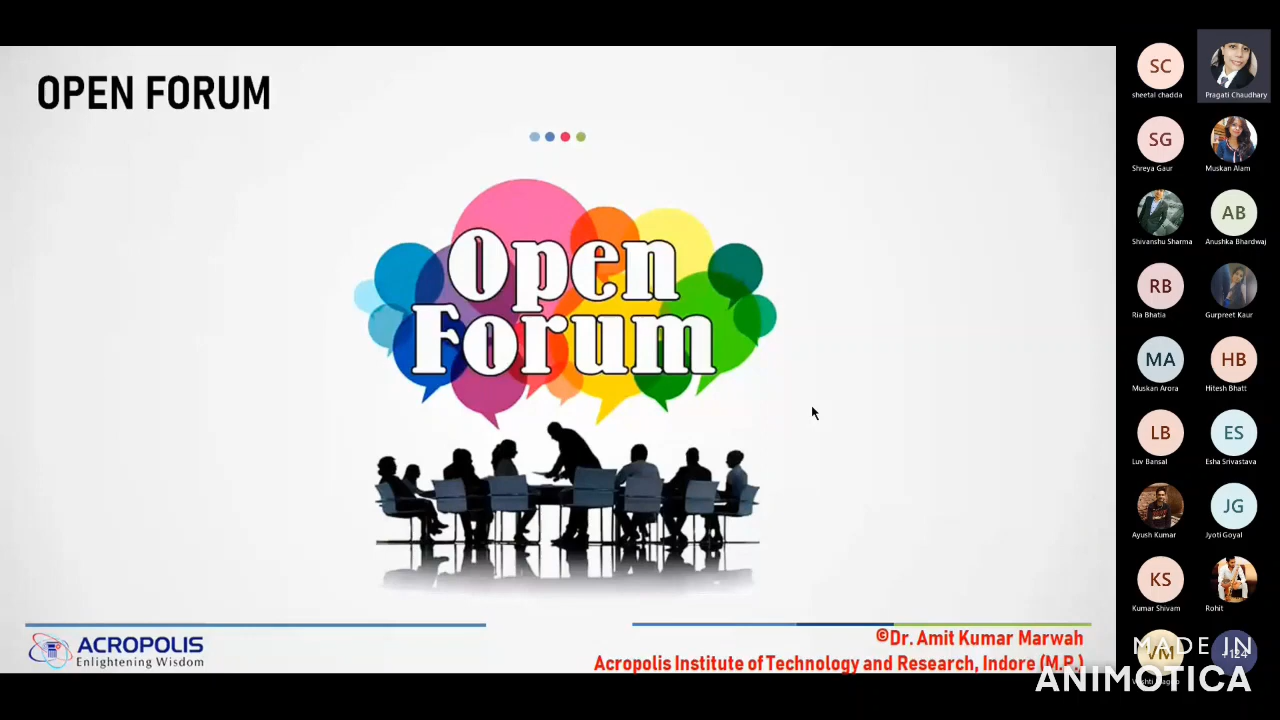 OPEN FORUM
Open
Forum
ACROPOLIS
Enlightening Wisdom
©Dr. Amit Kumar Marwah
Acropolis Institute of Technology and Research, Indore (M.P.)
SC
sheetal chadda
Pragati Chaudhary
SG
Shreya Gaur
Muskan Alam
Shivanshu Sharma
AB
Anushka Bhardwaj
RB
Ria Bhatia
Gurpreet Kaur
MA
Muskan Arora
HB
Hitesh Bhatt
LB
Luv Bansal
ES
Esha Srivastava
Ayush Kumar
JG
Jyoti Goyal
KS
Kumar Shivam
Rohit
VM
+124
MADE IN
ANIMOTICA